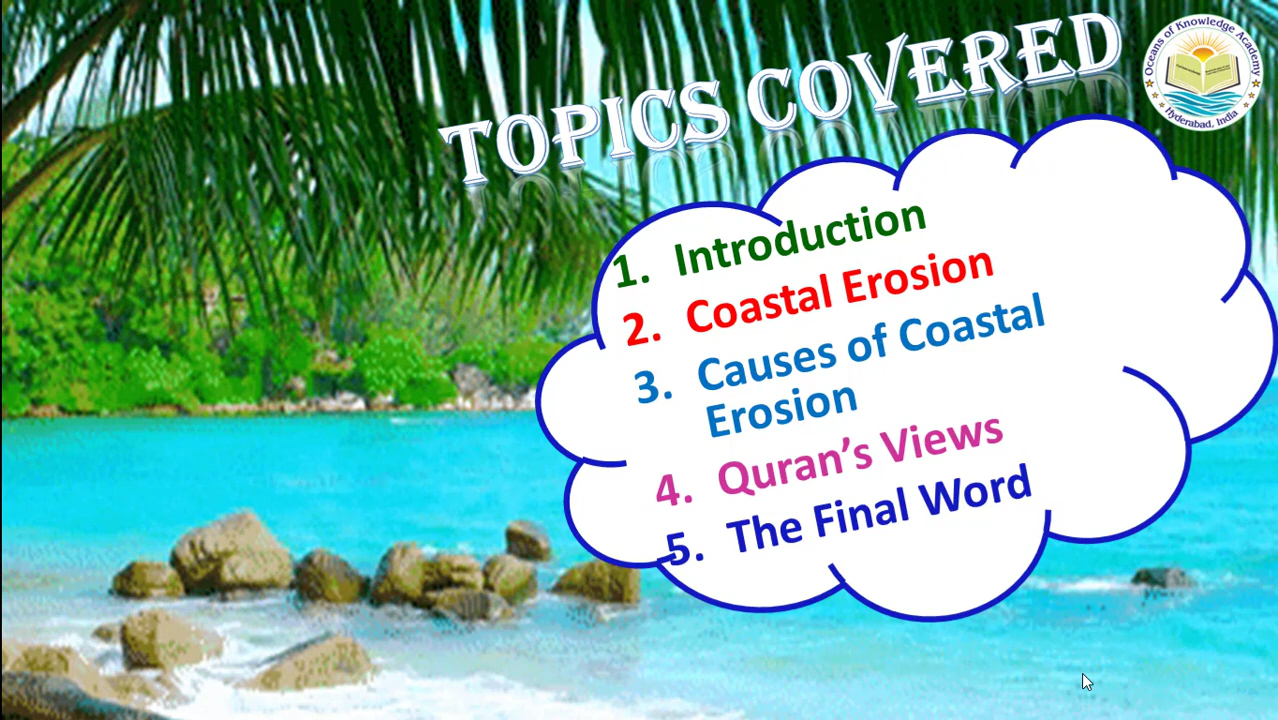 TOPICS COVERED
Oceans of Knowledge Academy
Hyderabad, India
1. Introduction
2. Coastal Erosion
3. Causes of Coastal
Erosion
4. Quran’s Views
5. The Final Word